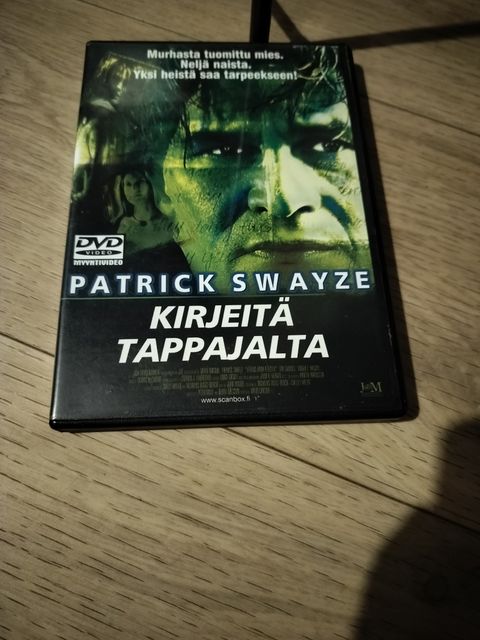 Murhasta tuomittu mies.
Neljä naista.
Yksi heistä saa tarpeekseen!
DVD
VIDEO
MYYNTIVIDEO
PATRICK SWAYZE
KIRJEITÄ
TAPPAJALTA
www.scanbox.fi
J&M